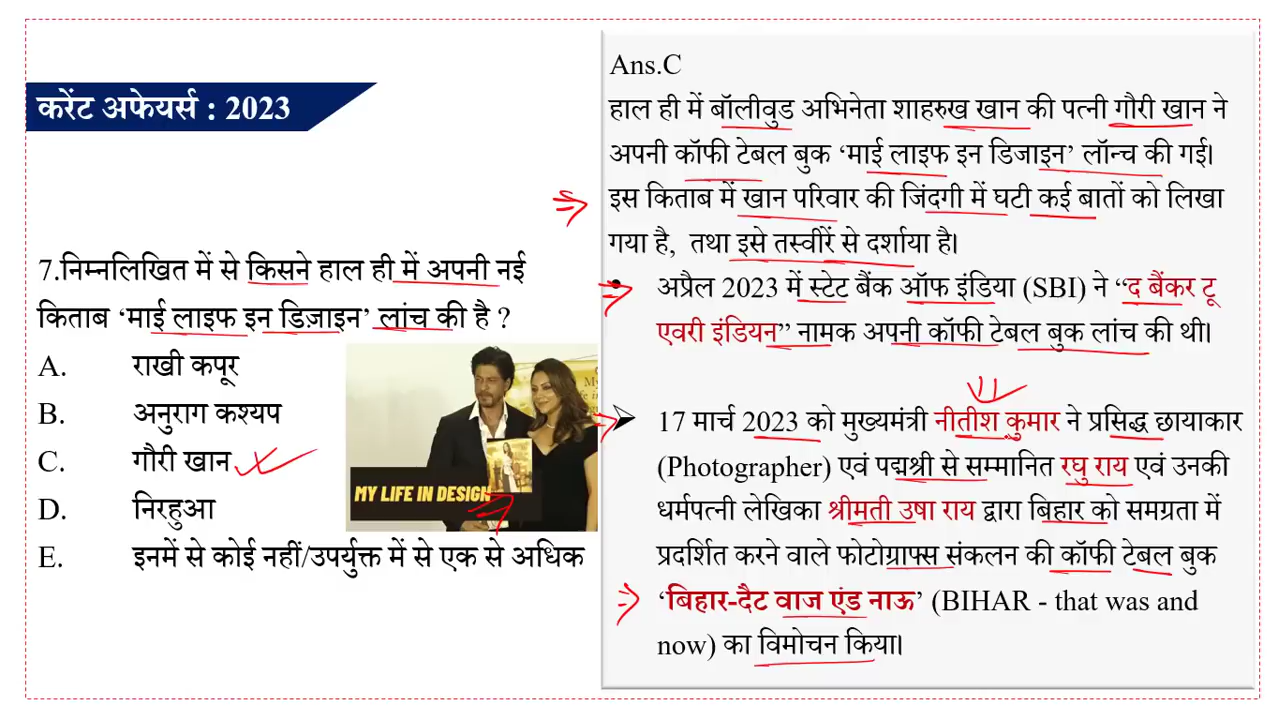 करेंट अफेयर्स : 2023
7.निम्नलिखित में से किसने हाल ही में अपनी नई
किताब ‘माई लाइफ इन डिज़ाइन’ लांच की है ?
A. राखी कपूर
B. अनुराग कश्यप
C. गौरी खान
D. निरहुआ
E. इनमें से कोई नहीं/उपर्युक्त में से एक से अधिक
MY LIFE IN DESIGN
Ans.C
हाल ही में बॉलीवुड अभिनेता शाहरुख खान की पत्नी गौरी खान ने
अपनी कॉफी टेबल बुक ‘माई लाइफ इन डिजाइन’ लॉन्च की गई।
इस किताब में खान परिवार की जिंदगी में घटी कई बातों को लिखा
गया है, तथा इसे तस्वीरें से दर्शाया है।
अप्रैल 2023 में स्टेट बैंक ऑफ इंडिया (SBI) ने “द बैंकर टू
एवरी इंडियन” नामक अपनी कॉफी टेबल बुक लांच की थी।
17 मार्च 2023 को मुख्यमंत्री नीतीश कुमार ने प्रसिद्ध छायाकार
(Photographer) एवं पद्मश्री से सम्मानित रघु राय एवं उनकी
धर्मपत्नी लेखिका श्रीमती उषा राय द्वारा बिहार को समग्रता में
प्रदर्शित करने वाले फोटोग्राफ्स संकलन की कॉफी टेबल बुक
‘बिहार-दैट वाज एंड नाऊ’ (BIHAR - that was and
now) का विमोचन किया।